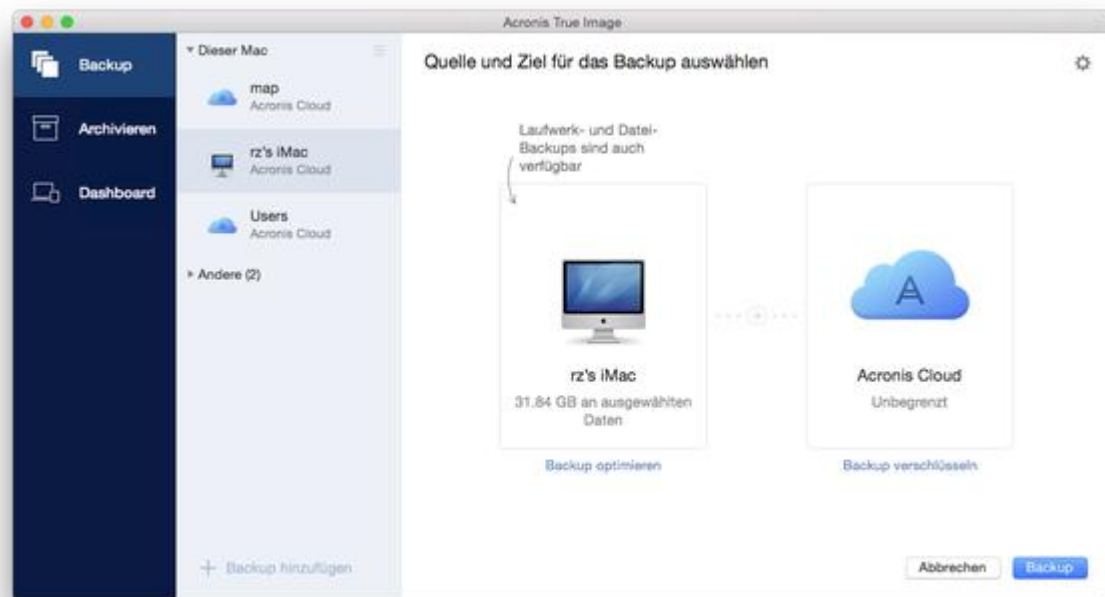 Acronis True Image
Backup
Archivieren
Dashboard
Dieser Mac
map
Acronis Cloud
rz's iMac
Acronis Cloud
Users
Acronis Cloud
Andere (2)
Backup hinzufügen
Quelle und Ziel für das Backup auswählen
Laufwerk- und Datei-
Backups sind auch
verfügbar
rz's iMac
31.84 GB an ausgewählten
Daten
Backup optimieren
Acronis Cloud
Unbegrenzt
Backup verschlüsseln
Abbrechen
Backup